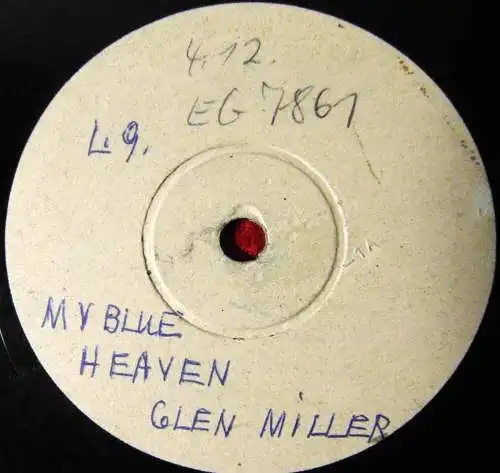 4.12.
EG 7861
L.9.
MY BLUE
HEAVEN
GLEN MILLER